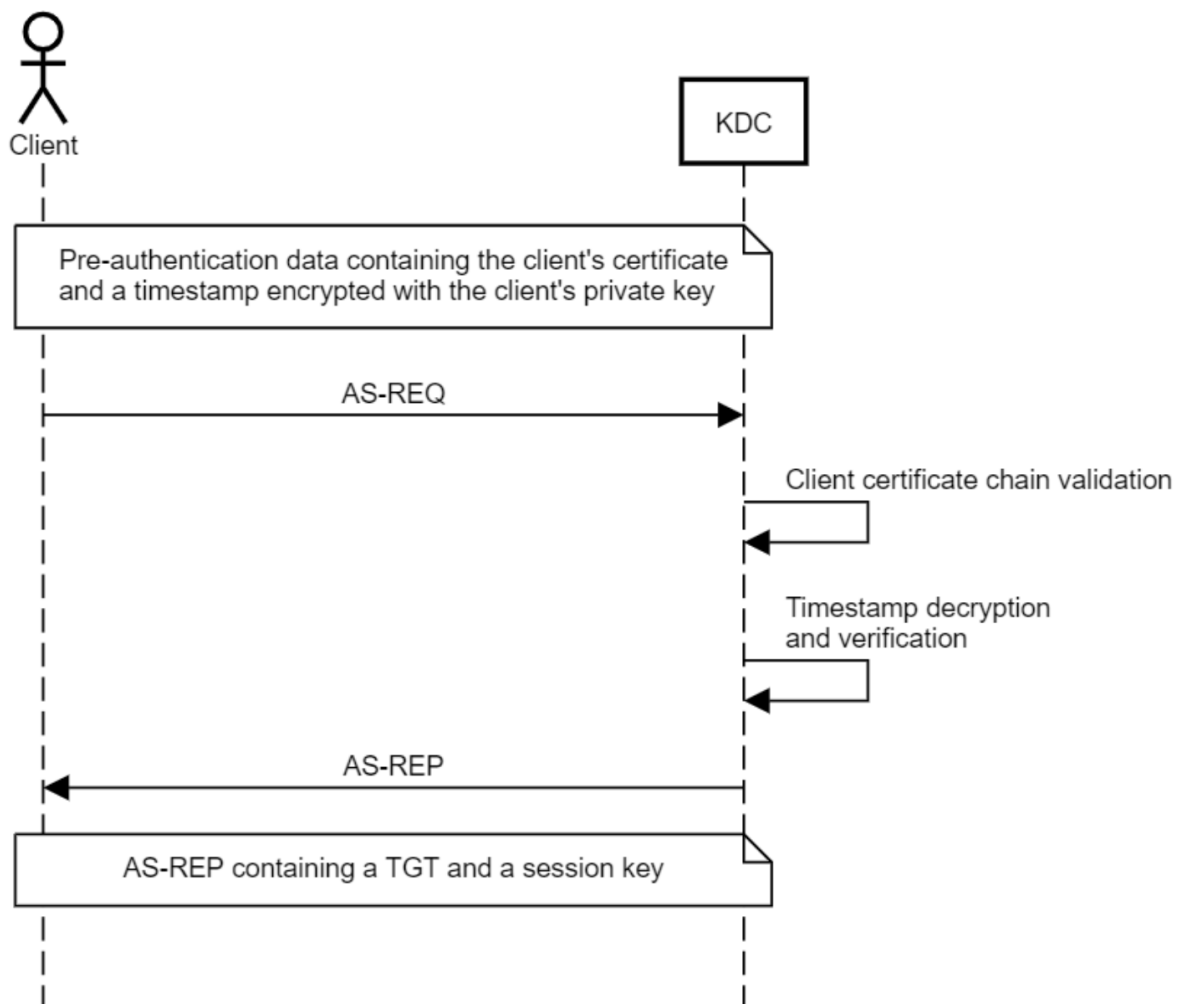 Client
KDC
Pre-authentication data containing the client's certificate
and a timestamp encrypted with the client's private key
AS-REQ
Client certificate chain validation
Timestamp decryption
and verification
AS-REP
AS-REP containing a TGT and a session key